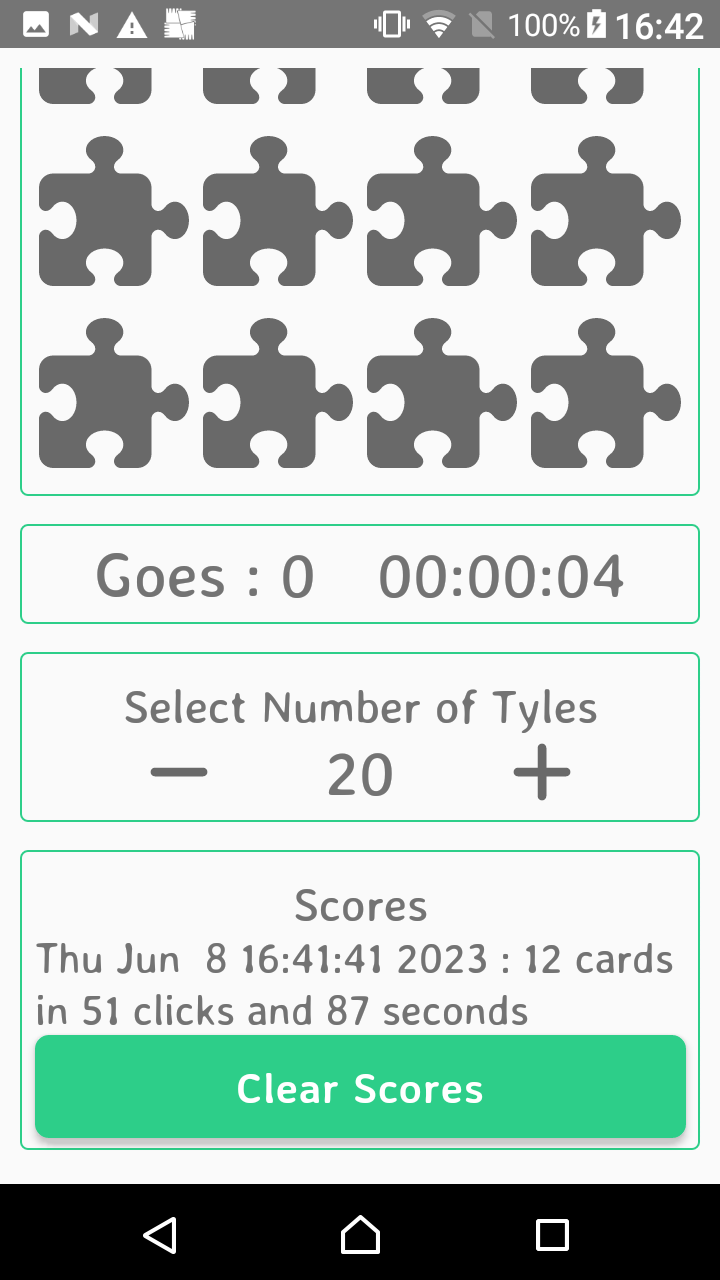 100% 16:42
Goes : 0 00:00:04
Select Number of Tyles
20
Scores
Thu Jun  8 16:41:41 2023 : 12 cards
in 51 clicks and 87 seconds
Clear Scores